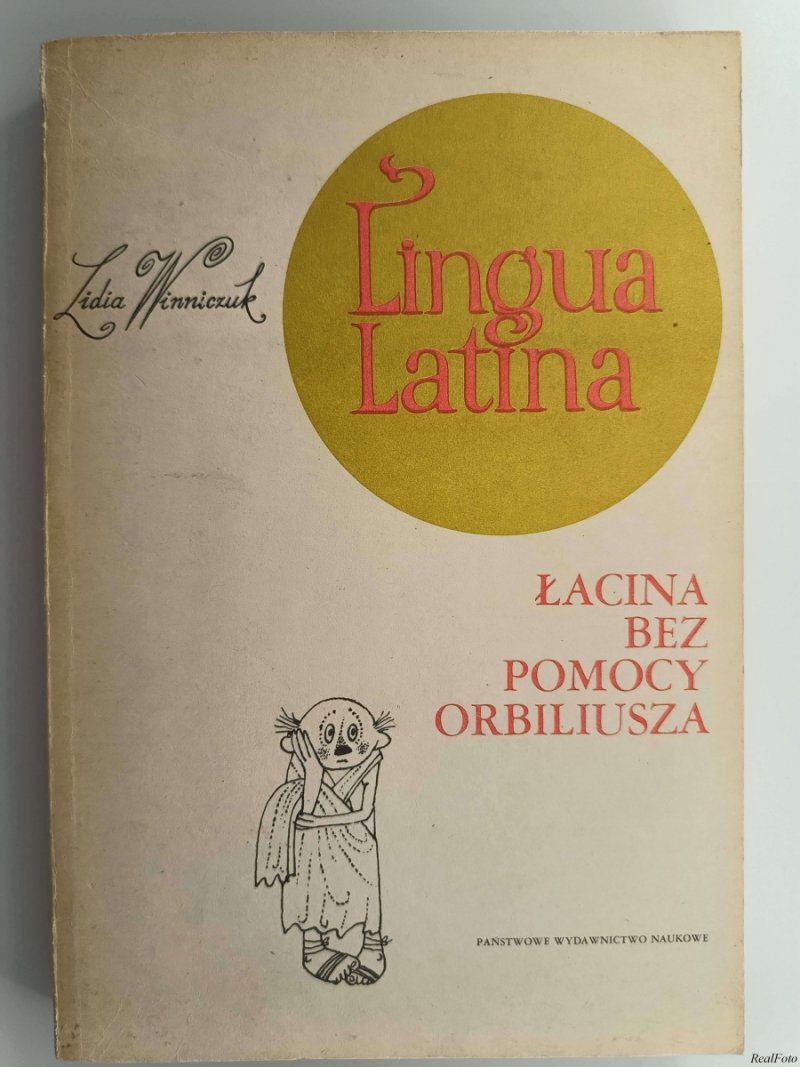 Lidia Winniczuk
Lingua
Latina
ŁACINA
BEZ
POMOCY
ORBILIUSZA
PAŃSTWOWE WYDAWNICTWO NAUKOWE
RealFoto